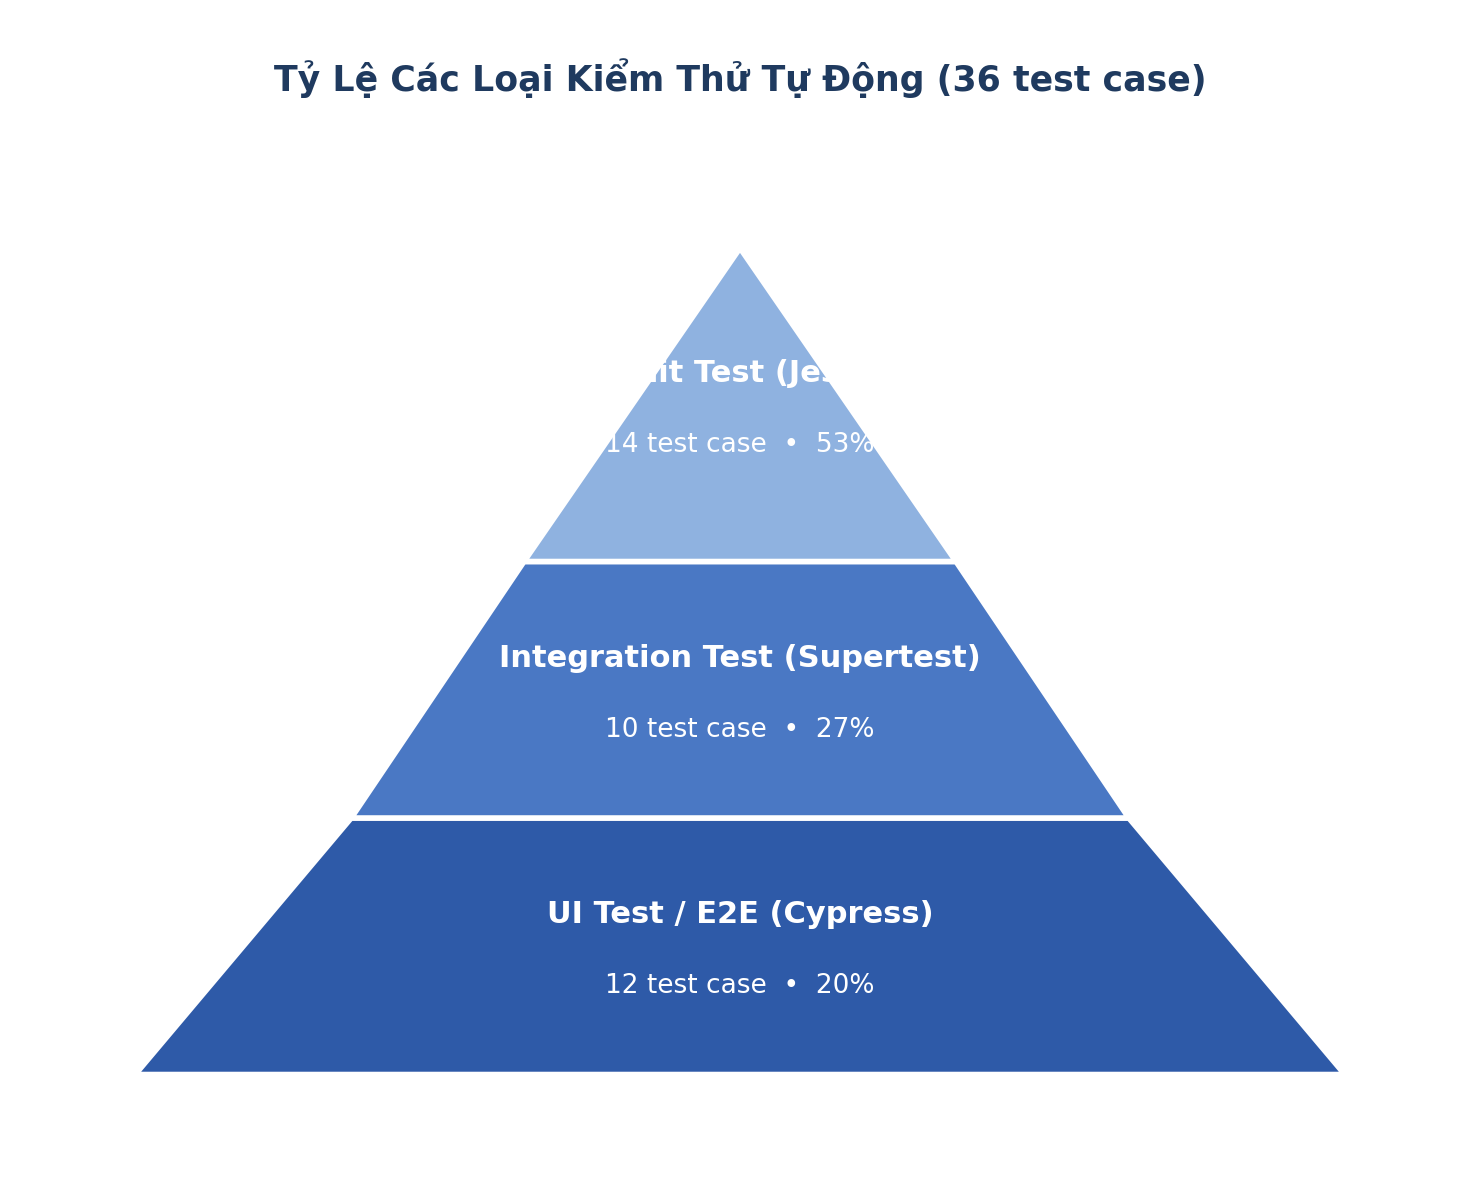 Tỷ Lệ Các Loại Kiểm Thử Tự Động (36 test case)
Test (Jes
14 test case • 53%
Integration Test (Supertest)
10 test case • 27%
UI Test / E2E (Cypress)
12 test case • 20%